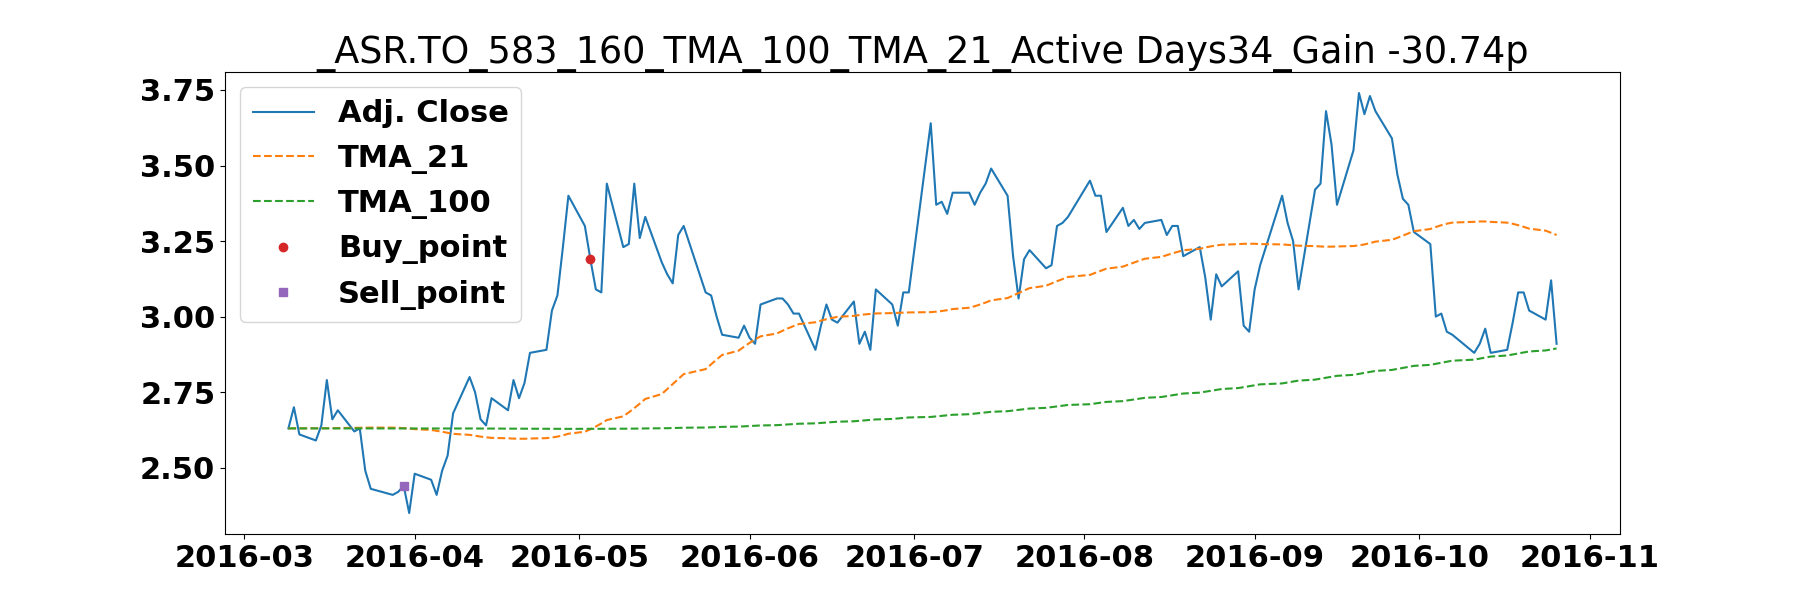 _ASR.TO_583_160_TMA_100_TMA_21_Active Days34_Gain -30.74p
3.75
3.50
3.25
3.00
2.75
2.50
Adj. Close
TMA_21
TMA_100
Buy_point
Sell_point
2016-03 2016-04 2016-05 2016-06 2016-07 2016-08 2016-09 2016-10 2016-11